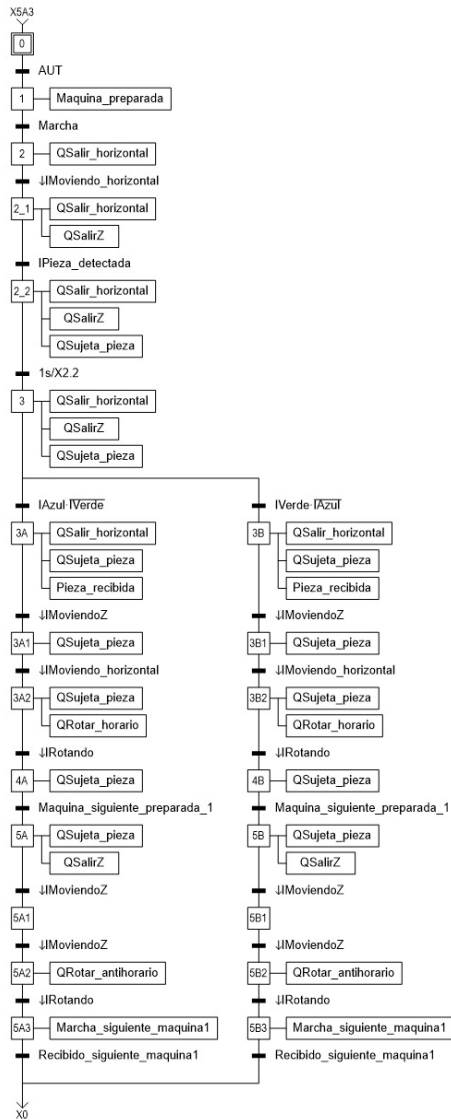 X5A3
0
AUT
1 Maquina_preparada
Marcha
2 QSalir_horizontal
↓IMoviendo_horizontal
2_1 QSalir_horizontal
QSalirZ
IPieza_detectada
2_2 QSalir_horizontal
QSalirZ
QSujeta_pieza
1s/X2.2
3 QSalir_horizontal
QSalirZ
QSujeta_pieza
IAzul·I̅V̅e̅r̅d̅e̅
3A QSalir_horizontal
QSujeta_pieza
Pieza_recibida
↓IMoviendoZ
3A1 QSujeta_pieza
↓IMoviendo_horizontal
3A2 QSujeta_pieza
QRotar_horario
↓IRotando
4A QSujeta_pieza
Maquina_siguiente_preparada_1
5A QSujeta_pieza
QSalirZ
↓IMoviendoZ
5A1
↓IMoviendoZ
5A2 QRotar_antihorario
↓IRotando
5A3 Marcha_siguiente_maquina1
Recibido_siguiente_maquina1
IVerde·I̅A̅z̅u̅l̅
3B QSalir_horizontal
QSujeta_pieza
Pieza_recibida
↓IMoviendoZ
3B1 QSujeta_pieza
↓IMoviendo_horizontal
3B2 QSujeta_pieza
QRotar_horario
↓IRotando
4B QSujeta_pieza
Maquina_siguiente_preparada_1
5B QSujeta_pieza
QSalirZ
↓IMoviendoZ
5B1
↓IMoviendoZ
5B2 QRotar_antihorario
↓IRotando
5B3 Marcha_siguiente_maquina1
Recibido_siguiente_maquina1
X0